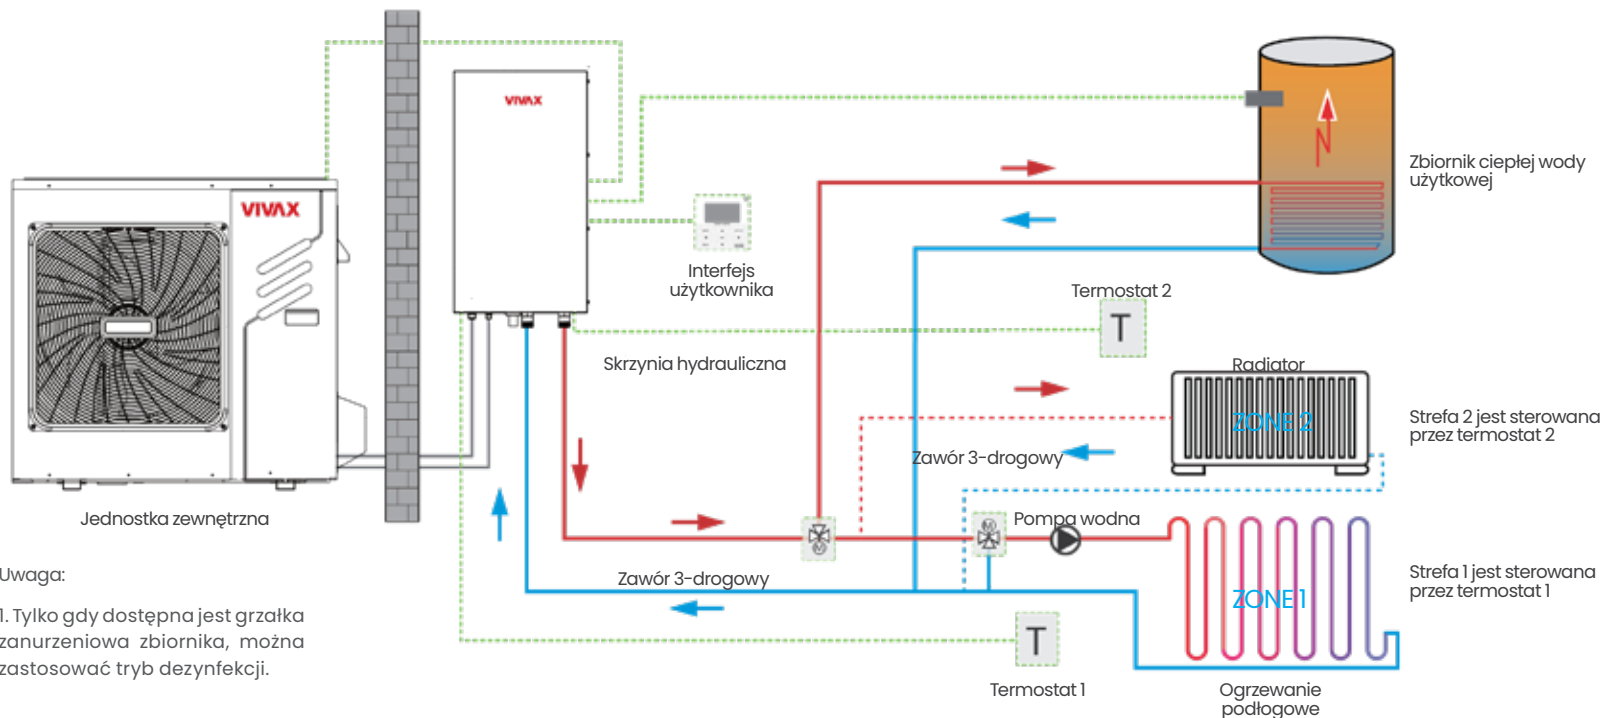 VIVAX
VIVAX
Jednostka zewnętrzna
Interfejs
użytkownika
Skrzynia hydrauliczna
Zbiornik ciepłej wody
użytkowej
Termostat 2
T
Radiator
ZONE 2
Strefa 2 jest sterowana
przez termostat 2
Zawór 3-drogowy
M
Pompa wodna
M
Zawór 3-drogowy
ZONE 1
Strefa 1 jest sterowana
przez termostat 1
T
Termostat 1
Ogrzewanie
podłogowe
Uwaga:
1. Tylko gdy dostępna jest grzałka
zanurzeniowa zbiornika, można
zastosować tryb dezynfekcji.